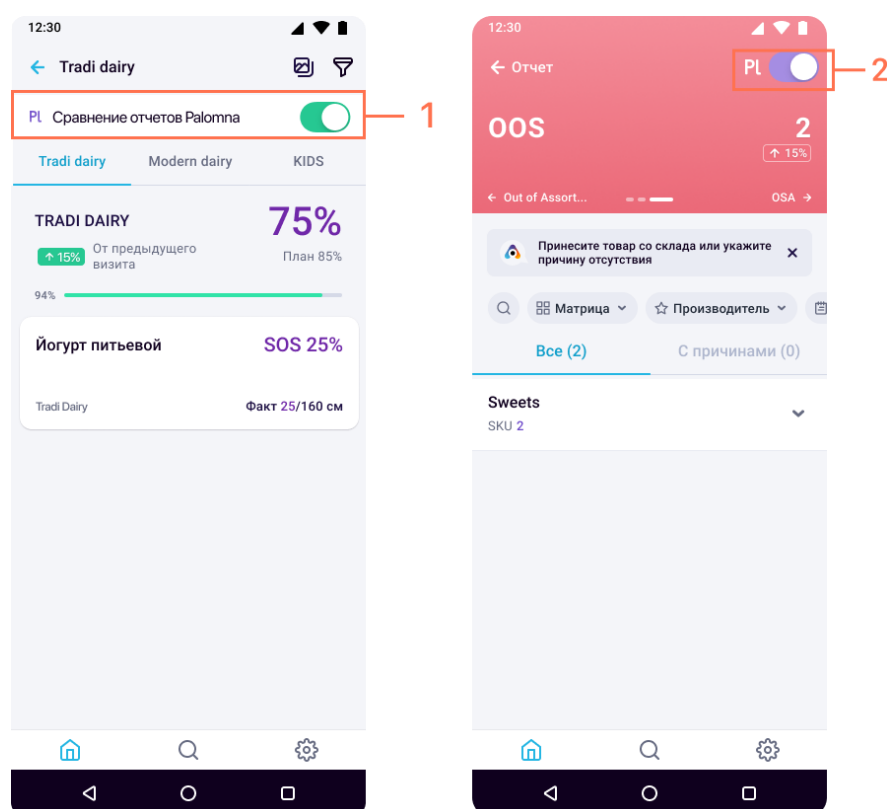 12:30
Tradi dairy
Pl Сравнение отчетов Palomna
1
Tradi dairy Modern dairy KIDS
TRADI DAIRY 75%
↑ 15% От предыдущего визита План 85%
94%
Йогурт питьевой SOS 25%
Tradi Dairy Факт 25/160 см
12:30
← Отчет Pl
2
OOS 2
↑ 15%
← Out of Assort... OSA →
Принесите товар со склада или укажите
причину отсутствия
Матрица Производитель
Все (2) С причинами (0)
Sweets
SKU 2